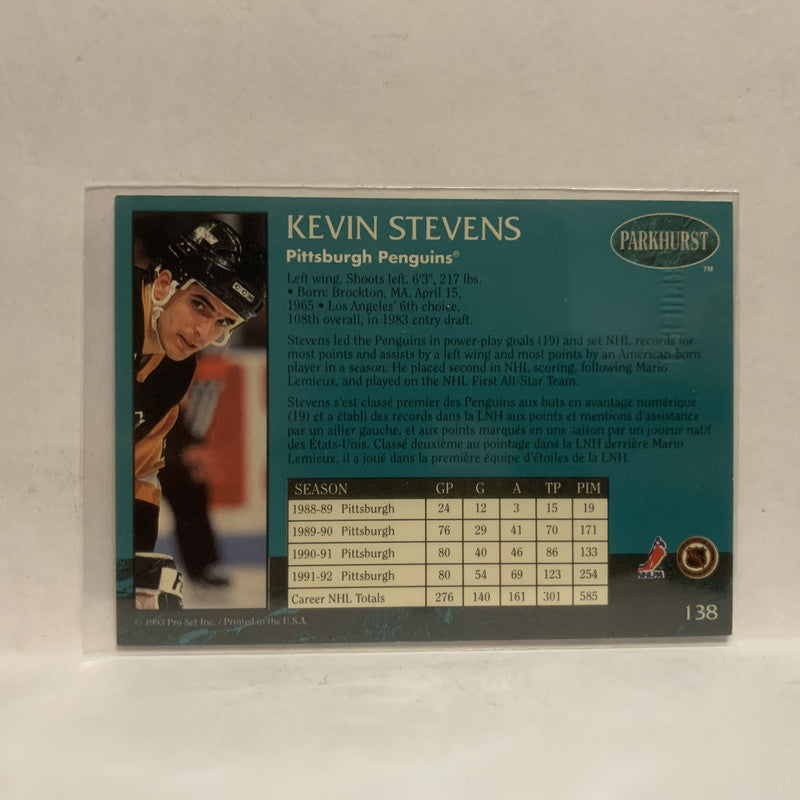 KEVIN STEVENS
Pittsburgh Penguins®
PARKHURST
TM
Left wing. Shoots left. 6'3", 217 lbs.
• Born: Brockton, MA, April 15,
1965 • Los Angeles' 6th choice,
108th overall, in 1983 entry draft.
Stevens led the Penguins in power-play goals (19) and set NHL records for
most points and assists by a left wing and most points by an American-born
player in a season. He placed second in NHL scoring, following Mario
Lemieux, and played on the NHL First All-Star Team.
Stevens s'est classé premier des Penguins aux buts en avantage numérique
(19) et a établi des records dans la LNH aux points et mentions d'assistance
par un ailier gauche, et aux points marqués en une saison par un joueur natif
des États-Unis. Classé deuxième au pointage dans la LNH derrière Mario
Lemieux, il a joué dans la première équipe d'étoiles de la LNH.
SEASON GP G A TP PIM
1988-89 Pittsburgh 24 12 3 15 19
1989-90 Pittsburgh 76 29 41 70 171
1990-91 Pittsburgh 80 40 46 86 133
1991-92 Pittsburgh 80 54 69 123 254
Career NHL Totals 276 140 161 301 585
NHLPA
NHL
138
© 1993 Pro Set Inc. / Printed in the U.S.A.
CCM